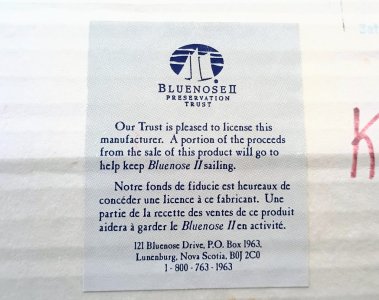 BLUENOSE II
PRESERVATION
TRUST
Our Trust is pleased to license this
manufacturer. A portion of the proceeds
from the sale of this product will go to
help keep Bluenose II sailing.
Notre fonds de fiducie est heureaux de
concéder une licence à ce fabricant. Une
partie de la recette des ventes de ce produit
aidera à garder le Bluenose II en activité.
121 Bluenose Drive, P.O. Box 1963,
Lunenburg, Nova Scotia, B0J 2C0
1 - 800 - 763 - 1963
K